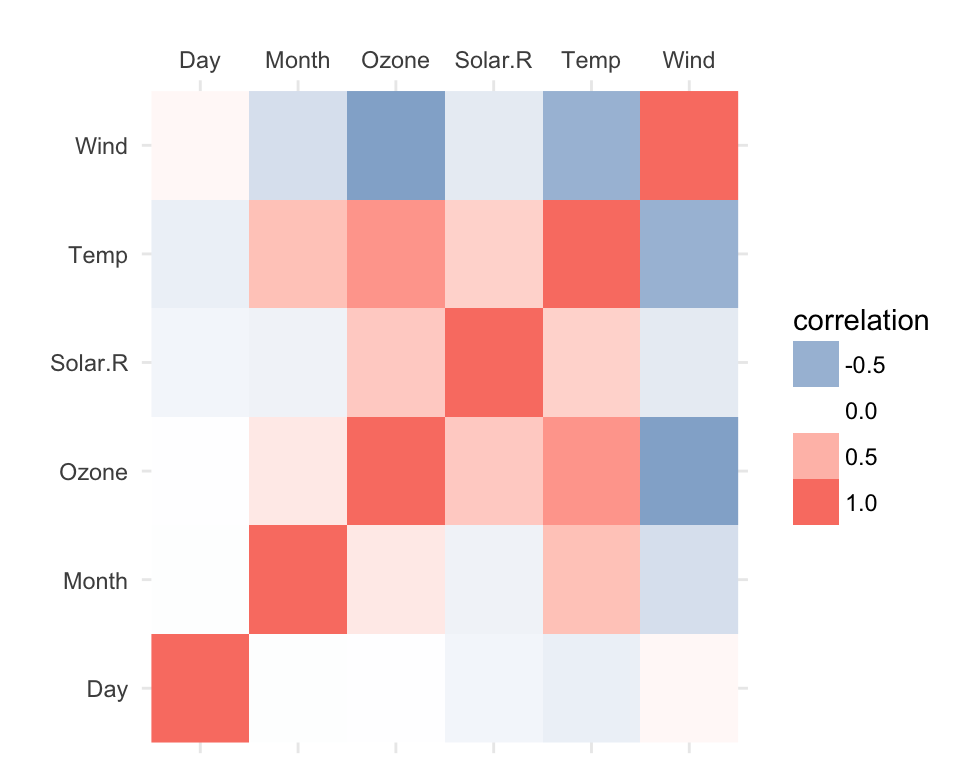 Day Month Ozone Solar.R Temp Wind
Wind
Temp
Solar.R
Ozone
Month
Day
correlation
-0.5
0.0
0.5
1.0